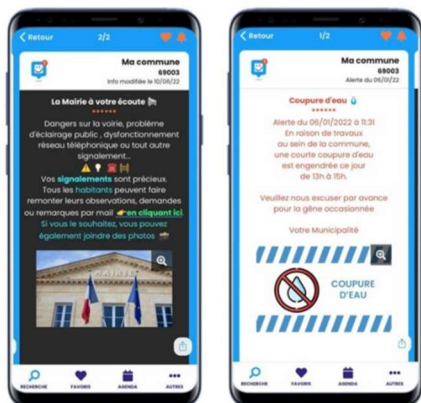 Retour
2/2
Ma commune
69003
Info modifiée le 10/06/22
La Mairie à votre écoute
Dangers sur la voirie, problème
d'éclairage public , dysfonctionnement
réseau téléphonique ou tout autre
signalement...
Vos signalements sont précieux.
Tous les habitants peuvent faire
remonter leurs observations, demandes
ou remarques par mail en cliquant ici.
Si vous le souhaitez, vous pouvez
également joindre des photos
MAIRIE
RECHERCHE
FAVORIS
AGENDA
AUTRES
Retour
1/2
Ma commune
69003
Alerte du 06/01/22
Coupure d'eau
Alerte du 06/01/2022 à 11:31
En raison de travaux
au sein de la commune,
une courte coupure d'eau
est engendrée ce jour
de 13h à 15h.
Veuillez nous excuser par avance
pour la gêne occasionnée
Votre Municipalité
COUPURE
D'EAU
RECHERCHE
FAVORIS
AGENDA
AUTRES